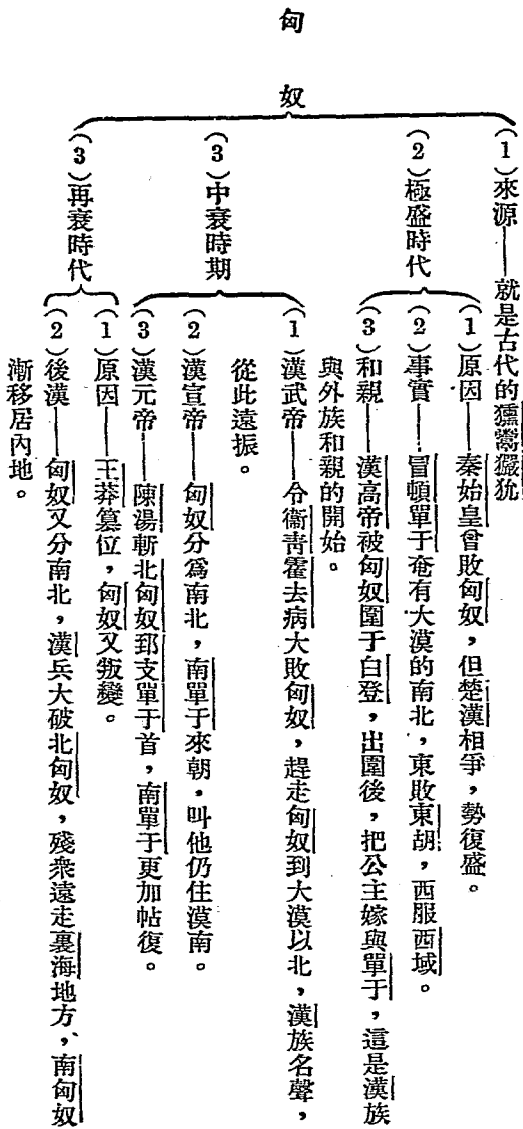 匈奴
(1)來源——就是古代的獯鬻玁狁
(2)極盛時代
(1)原因——秦始皇曾敗匈奴，但楚漢相爭，勢復盛。
(2)事實——冒頓單于奄有大漠的南北，東敗東胡，西服西域。
(3)和親——漢高帝被匈奴圍于白登，出圍後，把公主嫁與單于，這是漢族
與外族和親的開始。
(3)中衰時期
(1)漢武帝——令衞青霍去病大敗匈奴，趕走匈奴到大漠以北，漢族名聲，
從此遠振。
(2)漢宣帝——匈奴分爲南北，南單于來朝，叫他仍住漠南。
(3)漢元帝——陳湯斬北匈奴郅支單于首，南單于更加帖復。
(3)再衰時代
(1)原因——王莽篡位，匈奴又叛變。
(2)後漢——匈奴又分南北，漢兵大破北匈奴，殘衆遠走裏海地方，南匈奴
漸移居內地。